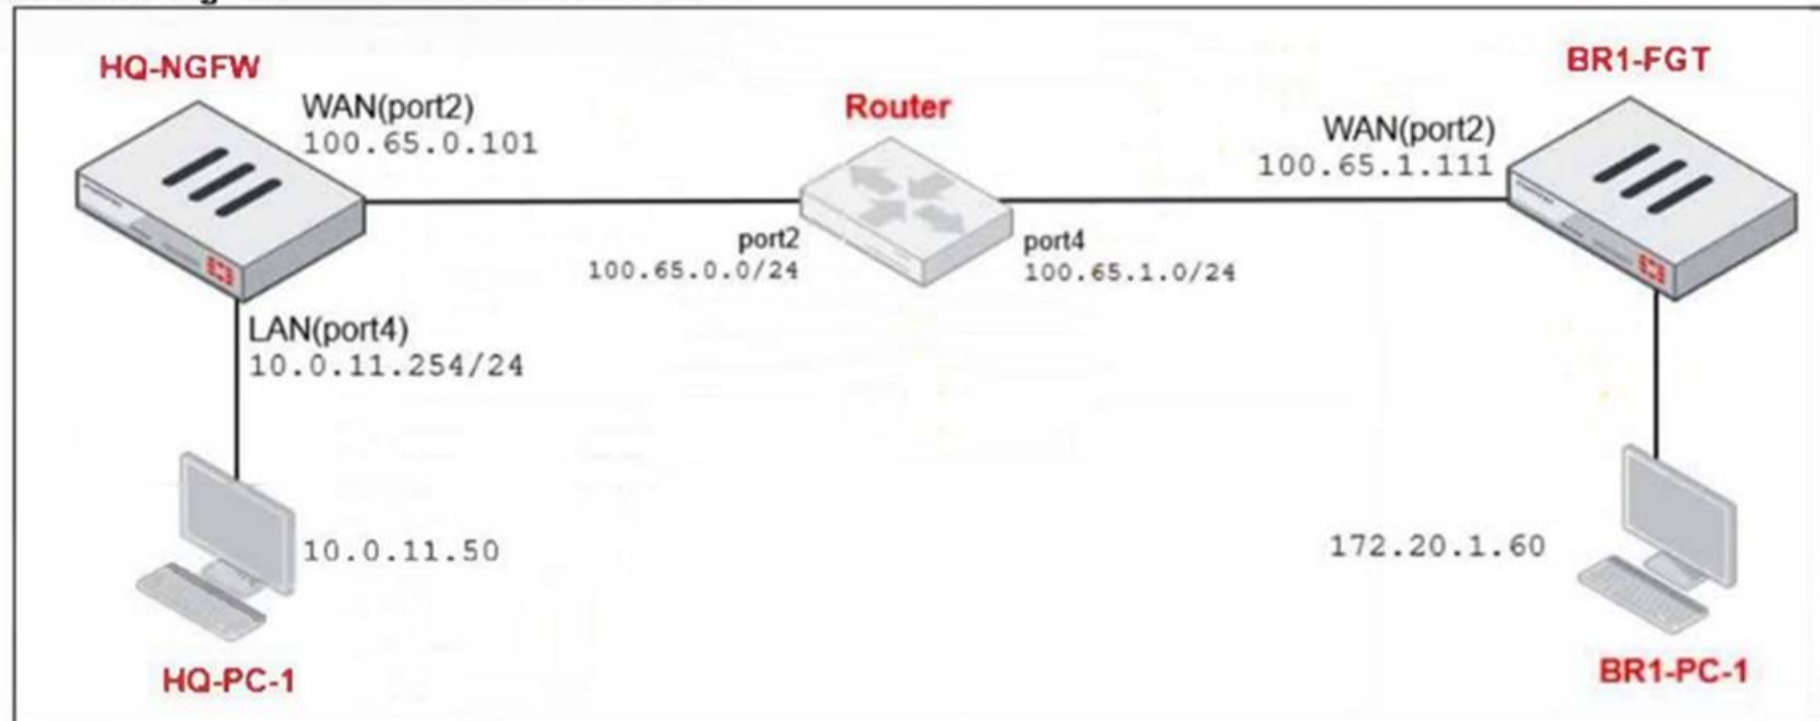 HQ-NGFW
WAN(port2)
100.65.0.101
Router
BR1-FGT
WAN(port2)
100.65.1.111
port2
100.65.0.0/24
port4
100.65.1.0/24
LAN(port4)
10.0.11.254/24
10.0.11.50
172.20.1.60
HQ-PC-1
BR1-PC-1